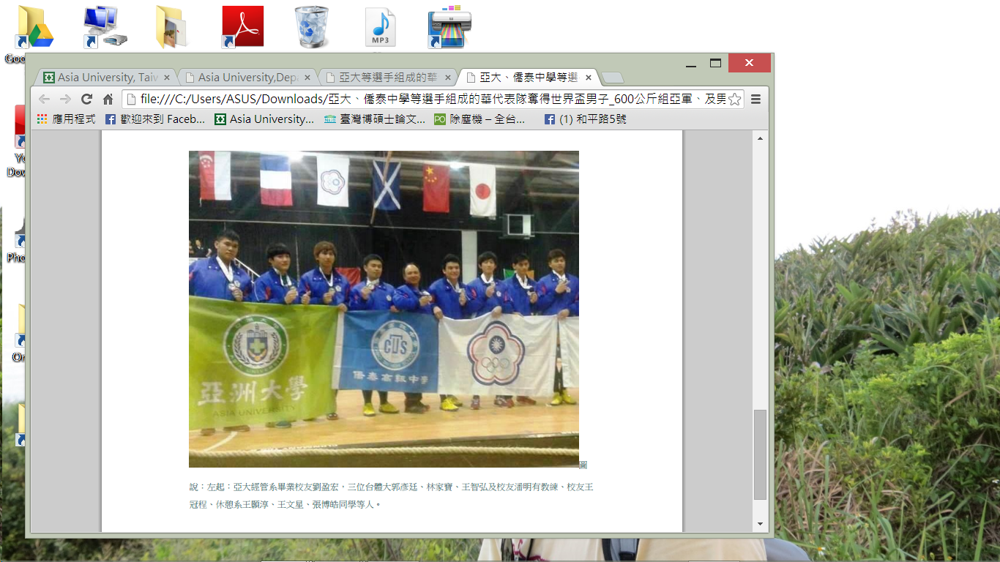 MP3
Goo
Asia University, Taiw
Asia University,Depa
亞大等選手組成的華
亞大、僑泰中學等選
file:///C:/Users/ASUS/Downloads/亞大、僑泰中學等選手組成的華代表隊奪得世界盃男子_600公斤組亞軍、及男
應用程式
歡迎來到 Faceb...
Asia University...
臺灣博碩士論文...
PO 除塵機 – 全台...
(1) 和平路5號
Yo
Dow
Pho
CTS
僑泰高級中學
亞洲大學
ASIA UNIVERSITY
說：左起：亞大經管系畢業校友劉盈宏，三位台體大郭彥廷、林家寶、王智弘及校友潘明有教練、校友王
冠程、休憩系王顥淳、王文星、張博皓同學等人。